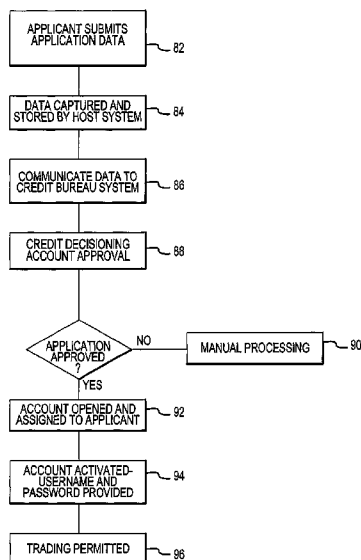 APPLICANT SUBMITS
APPLICATION DATA
82
DATA CAPTURED AND
STORED BY HOST SYSTEM
84
COMMUNICATE DATA TO
CREDIT BUREAU SYSTEM
86
CREDIT DECISIONING
ACCOUNT APPROVAL
88
APPLICATION
APPROVED
?
NO
MANUAL PROCESSING
90
YES
ACCOUNT OPENED AND
ASSIGNED TO APPLICANT
92
ACCOUNT ACTIVATED-
USERNAME AND
PASSWORD PROVIDED
94
TRADING PERMITTED
96